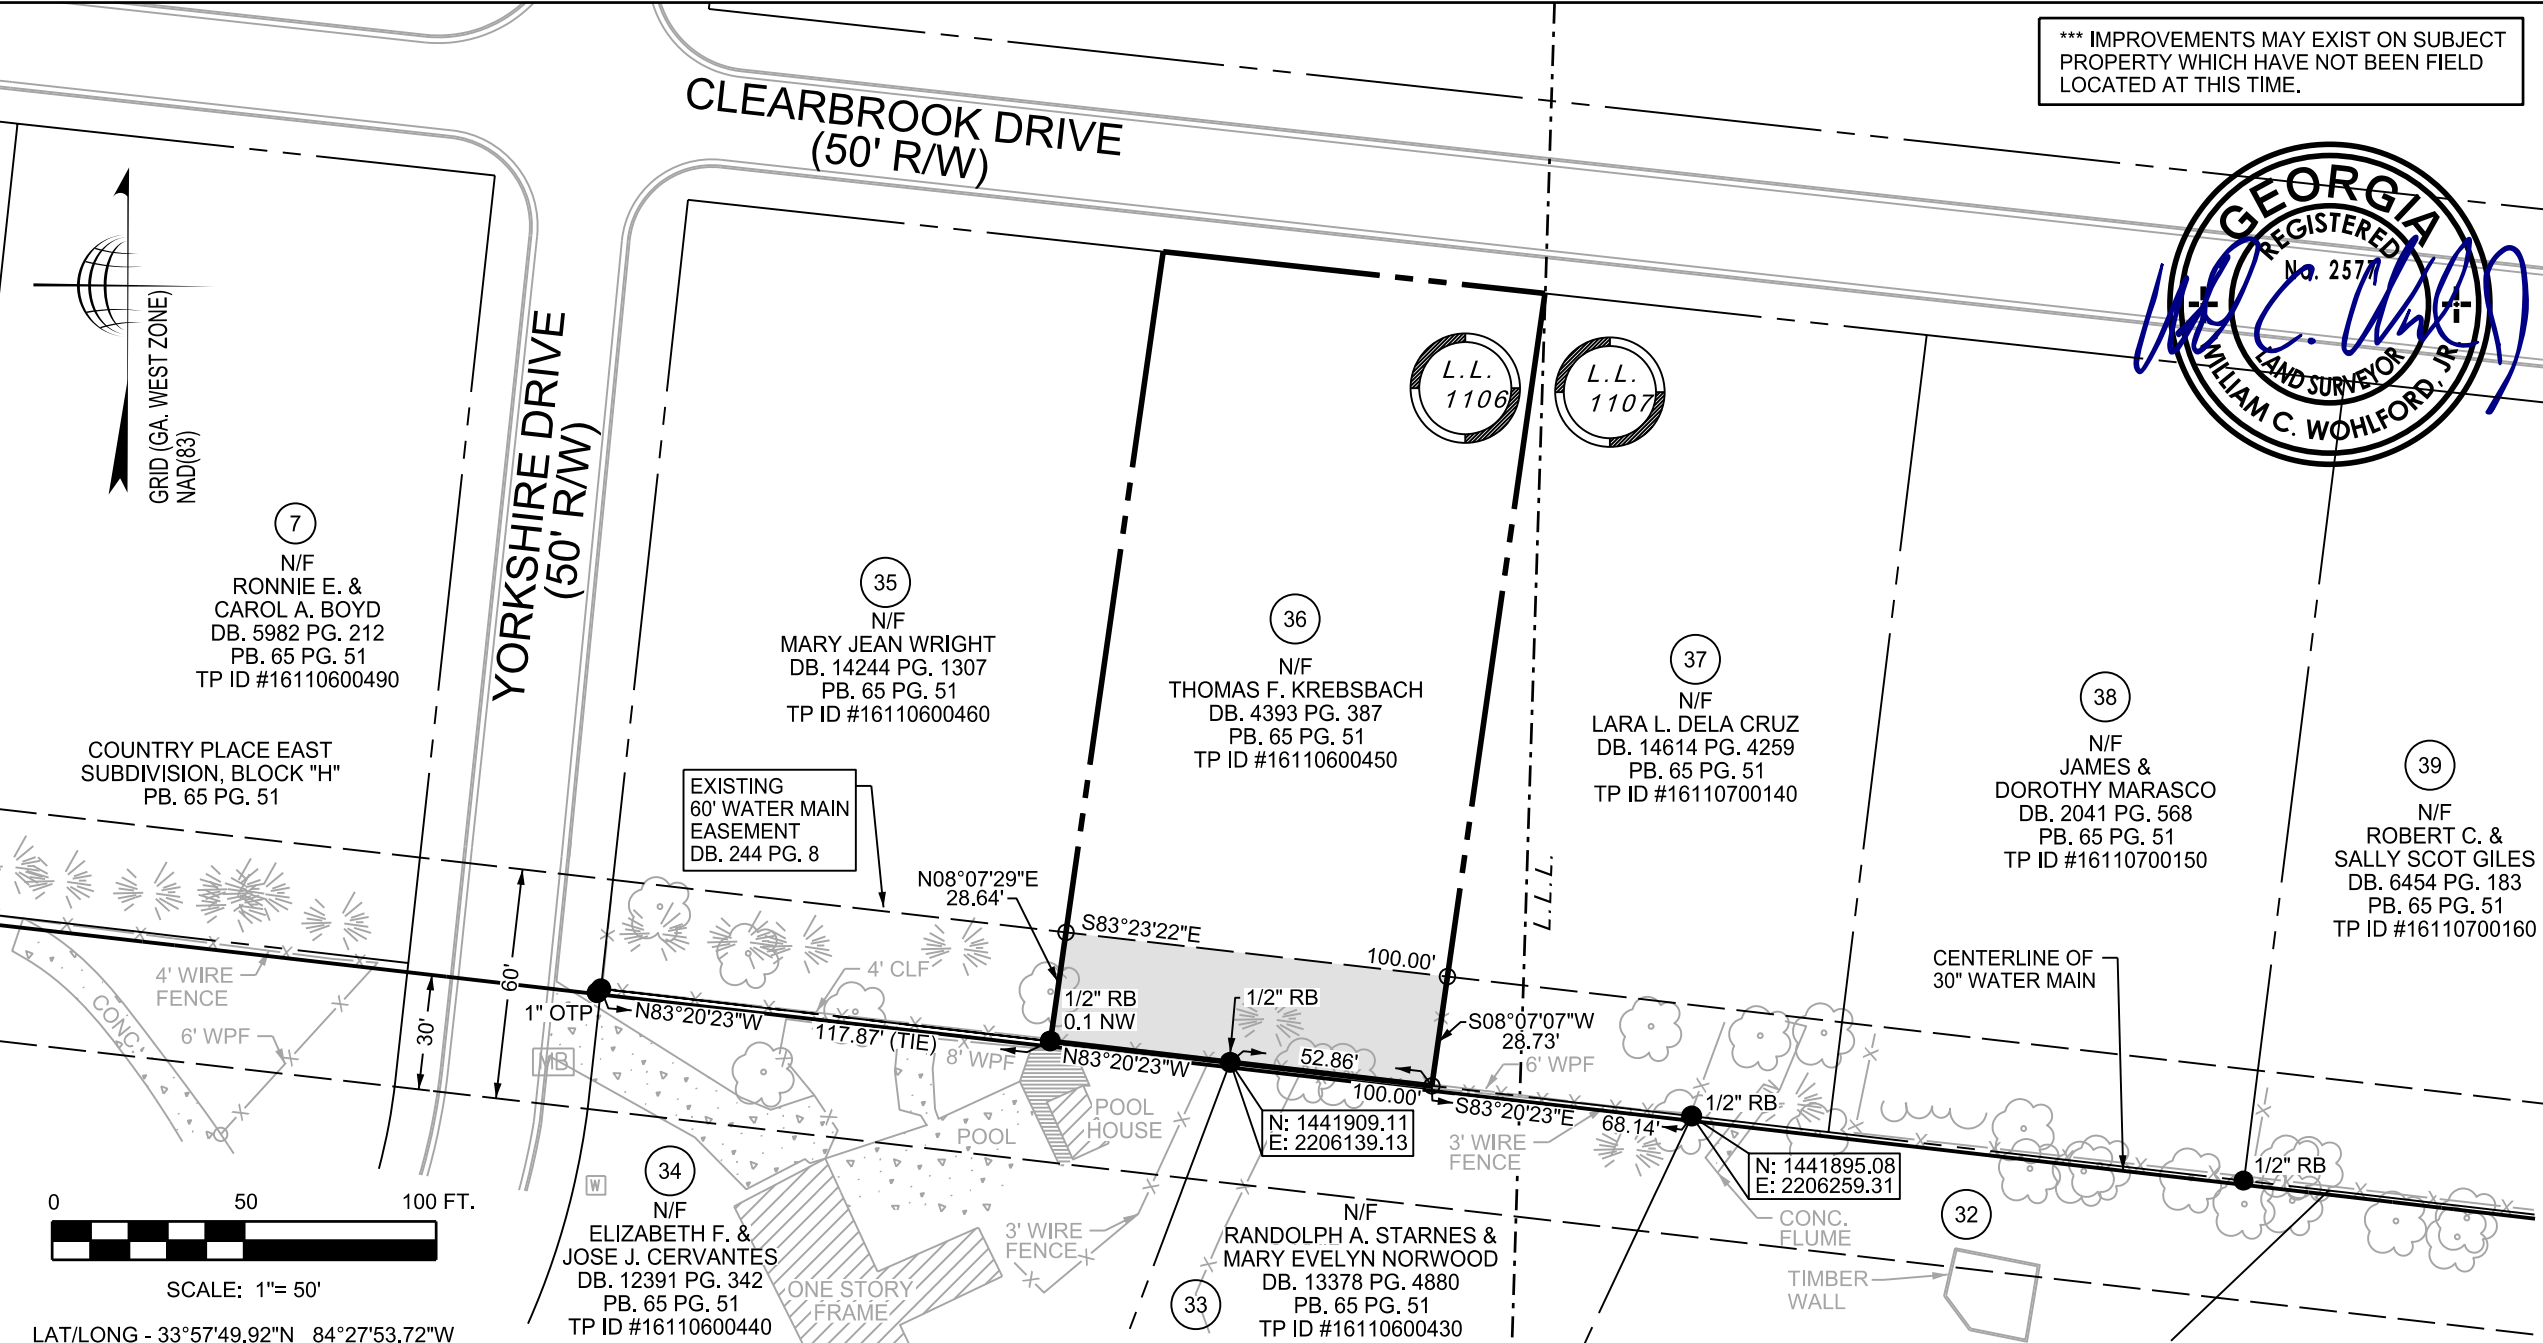 *** IMPROVEMENTS MAY EXIST ON SUBJECT
PROPERTY WHICH HAVE NOT BEEN FIELD
LOCATED AT THIS TIME.
CLEARBROOK DRIVE
(50' R/W)
GEORGIA
REGISTERED
NO. 2577
LAND SURVEYOR
WILLIAM C. WOHLFORD, JR.
GRID (GA. WEST ZONE)
NAD(83)
YORKSHIRE DRIVE
(50' R/W)
L.L.
1106
L.L.
1107
7
N/F
RONNIE E. &
CAROL A. BOYD
DB. 5982 PG. 212
PB. 65 PG. 51
TP ID #16110600490
COUNTRY PLACE EAST
SUBDIVISION, BLOCK "H"
PB. 65 PG. 51
35
N/F
MARY JEAN WRIGHT
DB. 14244 PG. 1307
PB. 65 PG. 51
TP ID #16110600460
36
N/F
THOMAS F. KREBSBACH
DB. 4393 PG. 387
PB. 65 PG. 51
TP ID #16110600450
37
N/F
LARA L. DELA CRUZ
DB. 14614 PG. 4259
PB. 65 PG. 51
TP ID #16110700140
38
N/F
JAMES &
DOROTHY MARASCO
DB. 2041 PG. 568
PB. 65 PG. 51
TP ID #16110700150
39
N/F
ROBERT C. &
SALLY SCOT GILES
DB. 6454 PG. 183
PB. 65 PG. 51
TP ID #16110700160
EXISTING
60' WATER MAIN
EASEMENT
DB. 244 PG. 8
N08°07'29"E
28.64'
S83°23'22"E
100.00'
L.L.L.
CENTERLINE OF
30" WATER MAIN
4' WIRE
FENCE
CONC.
6' WPF
30'
60'
1" OTP
N83°20'23"W
117.87' (TIE)
4' CLF
8' WPF
1/2" RB
0.1 NW
N83°20'23"W
1/2" RB
52.86'
100.00'
S08°07'07"W
28.73'
6' WPF
S83°20'23"E
68.14'
1/2" RB
1/2" RB
MB
POOL
POOL
HOUSE
N: 1441909.11
E: 2206139.13
3' WIRE
FENCE
N: 1441895.08
E: 2206259.31
CONC.
FLUME
32
TIMBER
WALL
W
34
N/F
ELIZABETH F. &
JOSE J. CERVANTES
DB. 12391 PG. 342
PB. 65 PG. 51
TP ID #16110600440
ONE STORY
FRAME
3' WIRE
FENCE
33
N/F
RANDOLPH A. STARNES &
MARY EVELYN NORWOOD
DB. 13378 PG. 4880
PB. 65 PG. 51
TP ID #16110600430
0 50 100 FT.
SCALE: 1"= 50'
LAT/LONG - 33°57'49.92"N 84°27'53.72"W